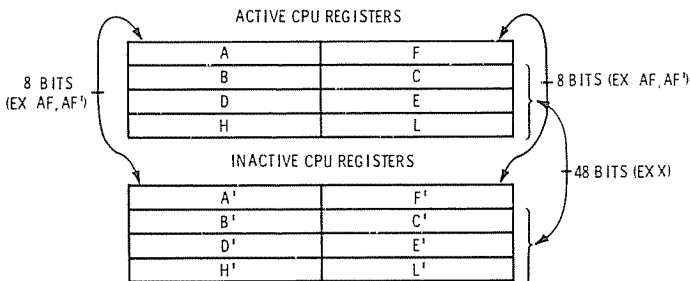 ACTIVE CPU REGISTERS
A F
B C
D E
H L
8 BITS
(EX AF, AF')
8 BITS (EX AF, AF')
INACTIVE CPU REGISTERS
48 BITS (EXX)
A' F'
B' C'
D' E'
H' L'